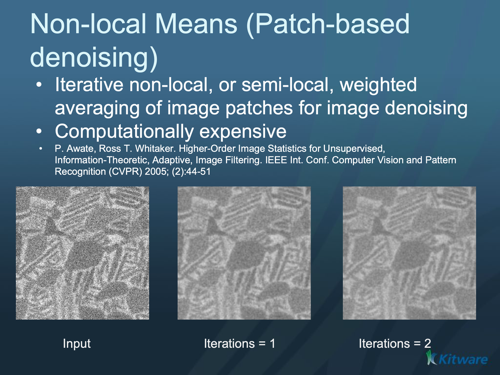 Non-local Means (Patch-based
denoising)
• Iterative non-local, or semi-local, weighted
averaging of image patches for image denoising
• Computationally expensive
• P. Awate, Ross T. Whitaker. Higher-Order Image Statistics for Unsupervised,
Information-Theoretic, Adaptive, Image Filtering. IEEE Int. Conf. Computer Vision and Pattern
Recognition (CVPR) 2005; (2):44-51
Input
Iterations = 1
Iterations = 2
Kitware